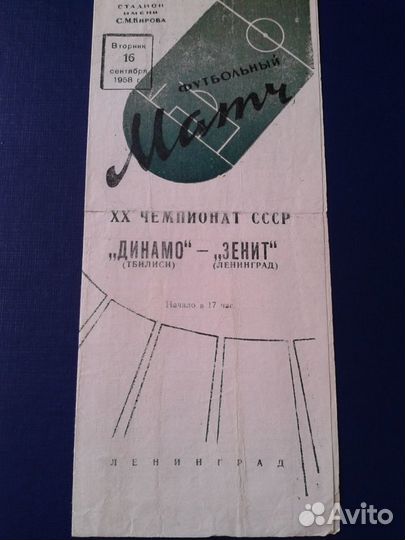 СТАДИОН
ИМЕНИ
С.М.КИРОВА
Вторник
16
сентября
1958 г.
ФУТБОЛЬНЫЙ
Матч
XX ЧЕМПИОНАТ СССР
„ДИНАМО" – „ЗЕНИТ"
(ТБИЛИСИ) (ЛЕНИНГРАД)
Начало в 17 час.
ЛЕНИНГРАД
Avito